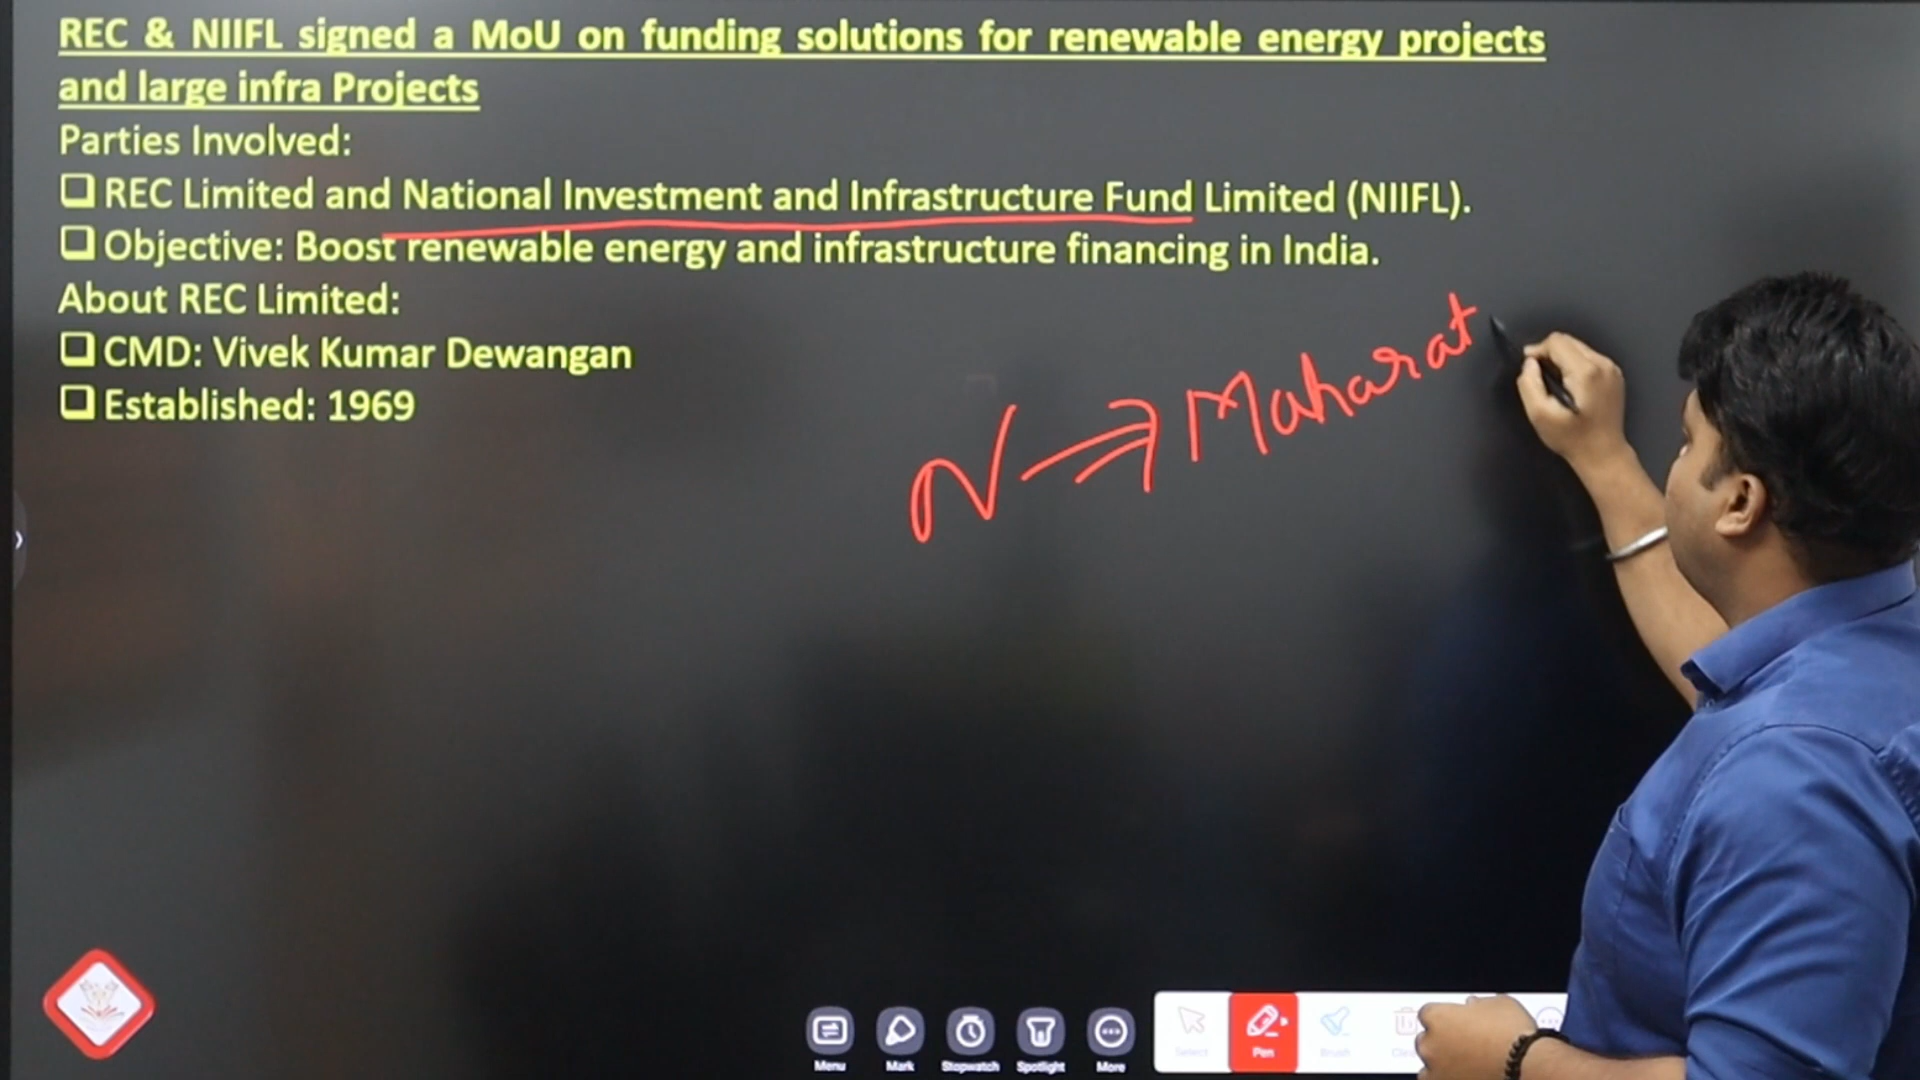 REC & NIIFL signed a MoU on funding solutions for renewable energy projects
and large infra Projects
Parties Involved:
❑ REC Limited and National Investment and Infrastructure Fund Limited (NIIFL).
❑ Objective: Boost renewable energy and infrastructure financing in India.
About REC Limited:
❑ CMD: Vivek Kumar Dewangan
❑ Established: 1969
N ⇒ Maharat
Menu Mark Stopwatch Spotlight More Select Pen Brush